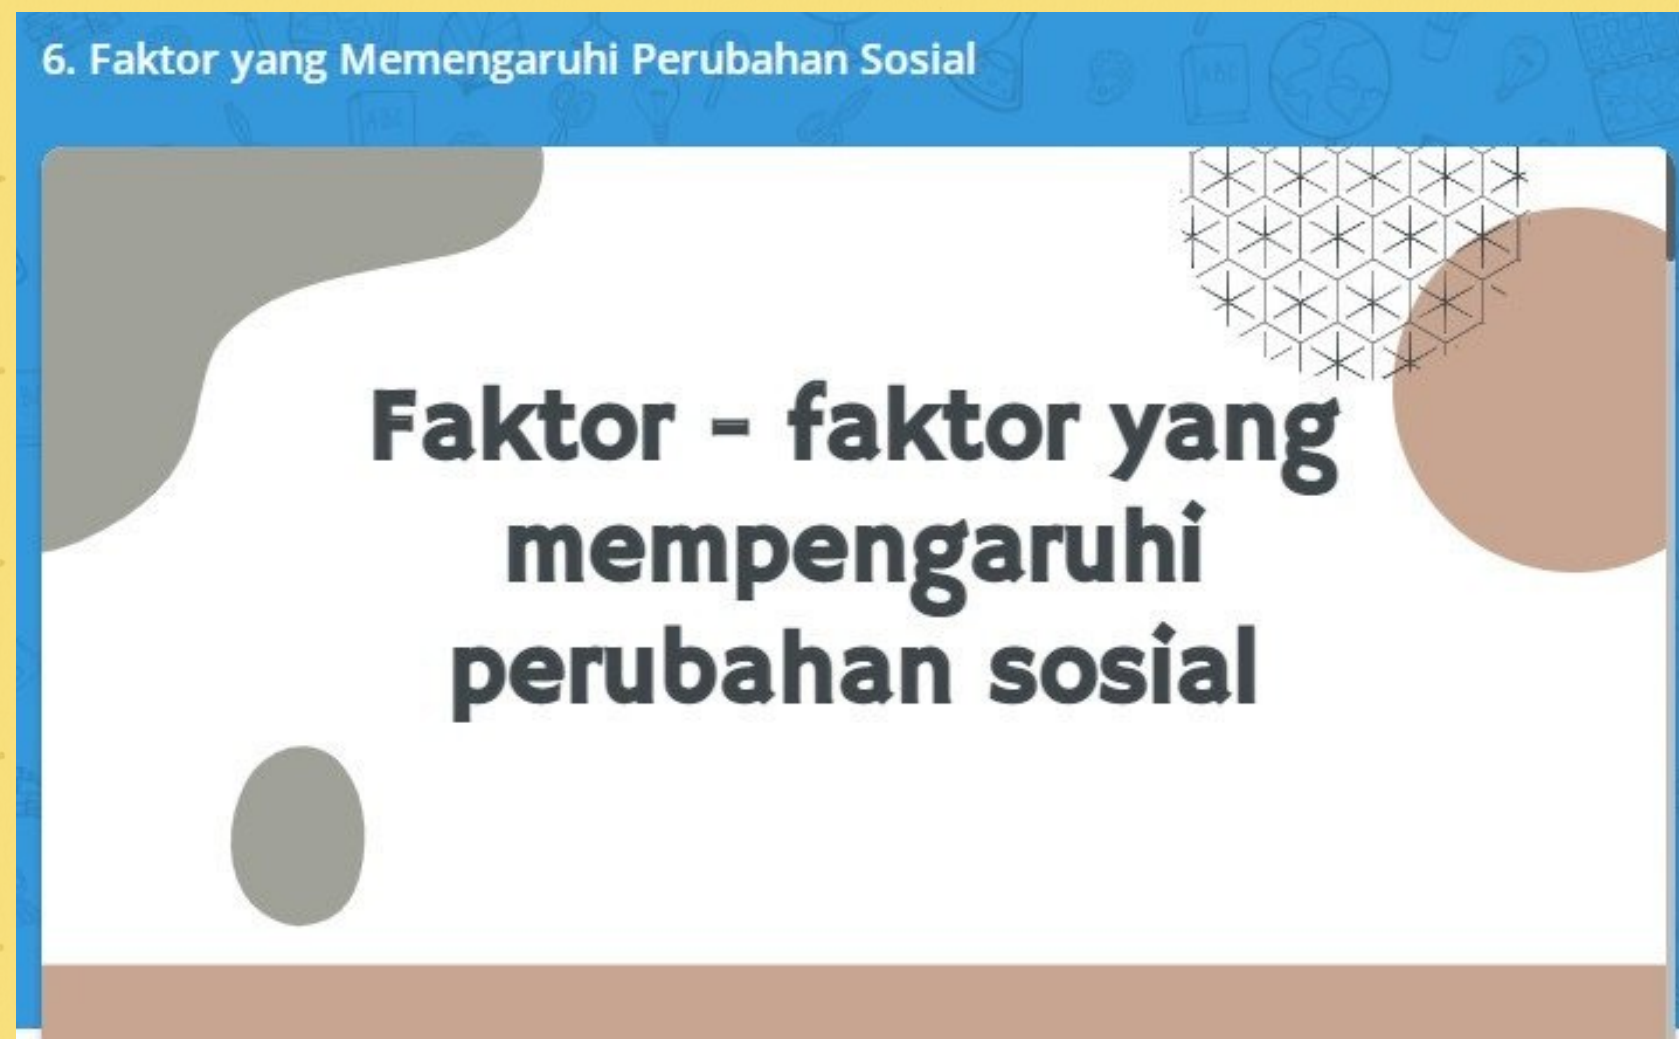 6. Faktor yang Memengaruhi Perubahan Sosial
Faktor - faktor yang
mempengaruhi
perubahan sosial